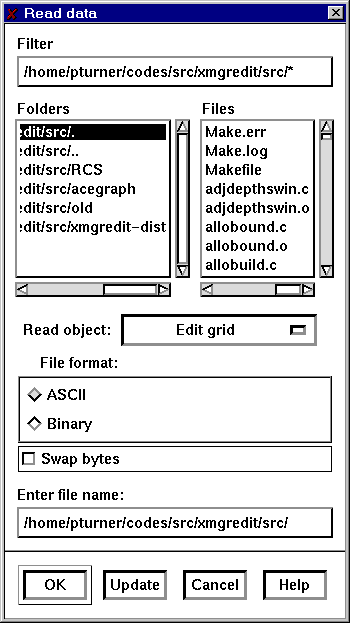 Read data
Filter
/home/pturner/codes/src/xmgredit/src/*
Folders
edit/src/.
edit/src/..
edit/src/RCS
edit/src/acegraph
edit/src/old
edit/src/xmgredit-dist
Files
Make.err
Make.log
Makefile
adjdepthswin.c
adjdepthswin.o
allobound.c
allobound.o
allobuild.c
Read object:
Edit grid
File format:
ASCII
Binary
Swap bytes
Enter file name:
/home/pturner/codes/src/xmgredit/src/
OK
Update
Cancel
Help